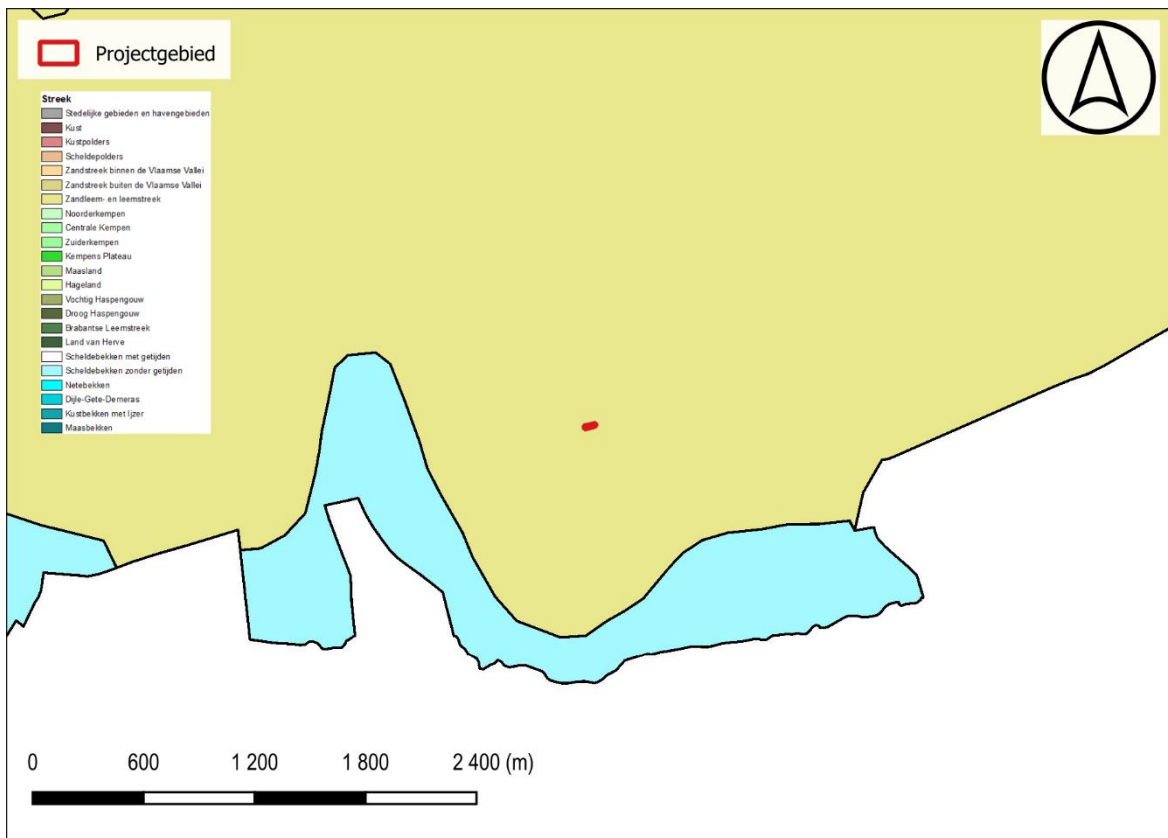 Projectgebied
Streek
Stedelijke gebieden en havengebieden
Kust
Kustpolders
Scheldepolders
Zandstreek binnen de Vlaamse Vallei
Zandstreek buiten de Vlaamse Vallei
Zandleem- en leemstreek
Noorderkempen
Centrale Kempen
Zuiderkempen
Kempens Plateau
Maasland
Hageland
Vochtig Haspengouw
Droog Haspengouw
Brabantse Leemstreek
Land van Herve
Scheldebekken met getijden
Scheldebekken zonder getijden
Netebekken
Dijle-Gete-Demeras
Kustbekken met Ijzer
Maasbekken
0 600 1 200 1 800 2 400 (m)